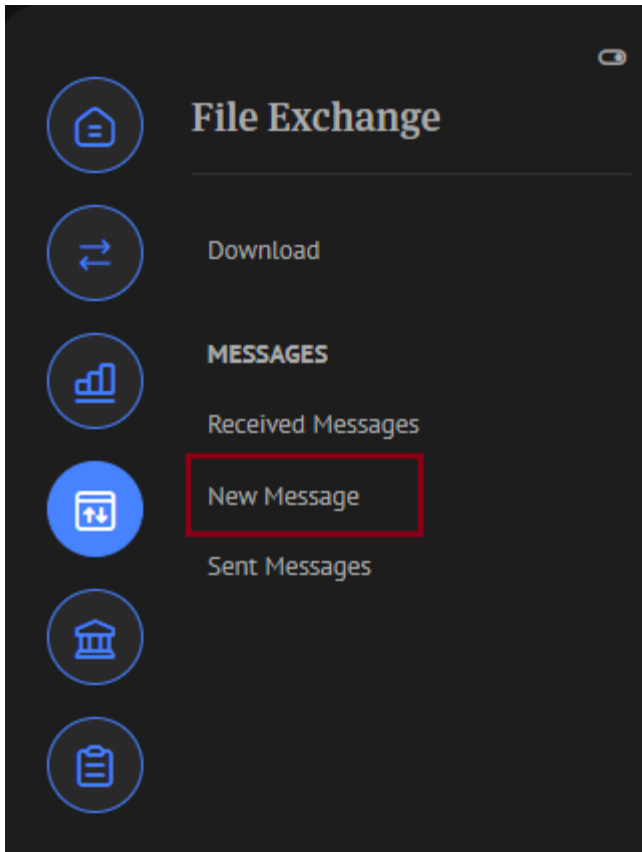 File Exchange
Download
MESSAGES
Received Messages
New Message
Sent Messages